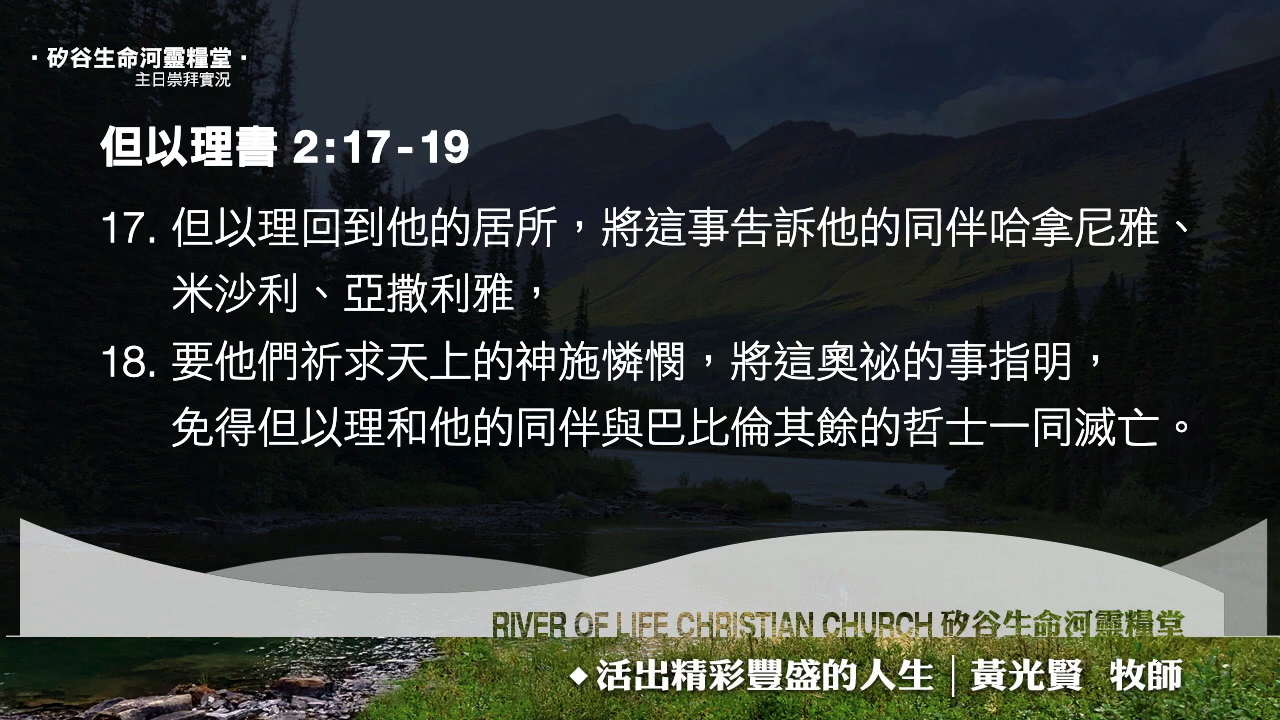 ·矽谷生命河靈糧堂·
主日崇拜實況
但以理書 2:17-19
17. 但以理回到他的居所，將這事告訴他的同伴哈拿尼雅、
米沙利、亞撒利雅，
18. 要他們祈求天上的神施憐憫，將這奧祕的事指明，
免得但以理和他的同伴與巴比倫其餘的哲士一同滅亡。
RIVER OF LIFE CHRISTIAN CHURCH 矽谷生命河靈糧堂
◆活出精彩豐盛的人生│黃光賢 牧師